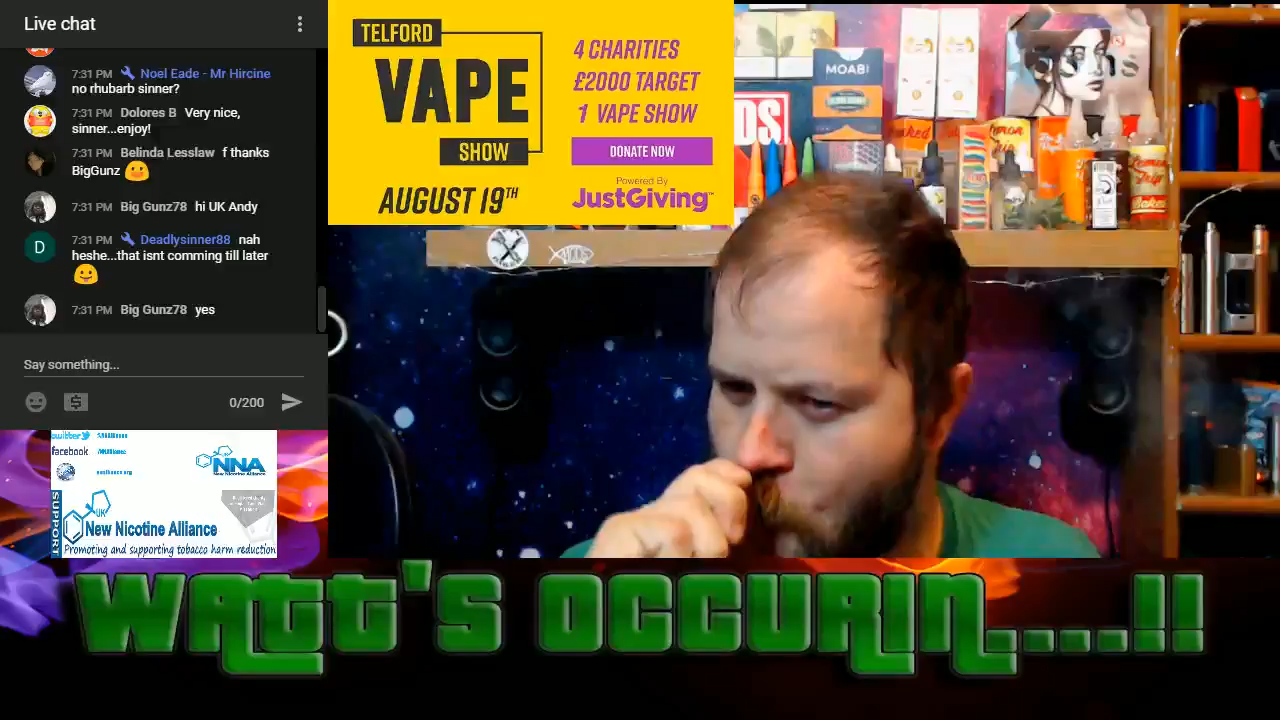 Live chat
7:31 PM Noel Eade - Mr Hircine
no rhubarb sinner?
7:31 PM Dolores B Very nice,
sinner...enjoy!
7:31 PM Belinda Lesslaw f thanks
BigGunz
7:31 PM Big Gunz78 hi UK Andy
D
7:31 PM Deadlysinner88 nah
heshe...that isnt comming till later
7:31 PM Big Gunz78 yes
Say something...
0/200
TELFORD
VAPE
SHOW
AUGUST 19TH
4 CHARITIES
£2000 TARGET
1 VAPE SHOW
DONATE NOW
Powered By
JustGiving™
MOABI
twitter
facebook
NNA
New Nicotine Alliance
SUPPORT
UK
New Nicotine Alliance
Promoting and supporting tobacco harm reduction
WATT'S OCCURIN....!!